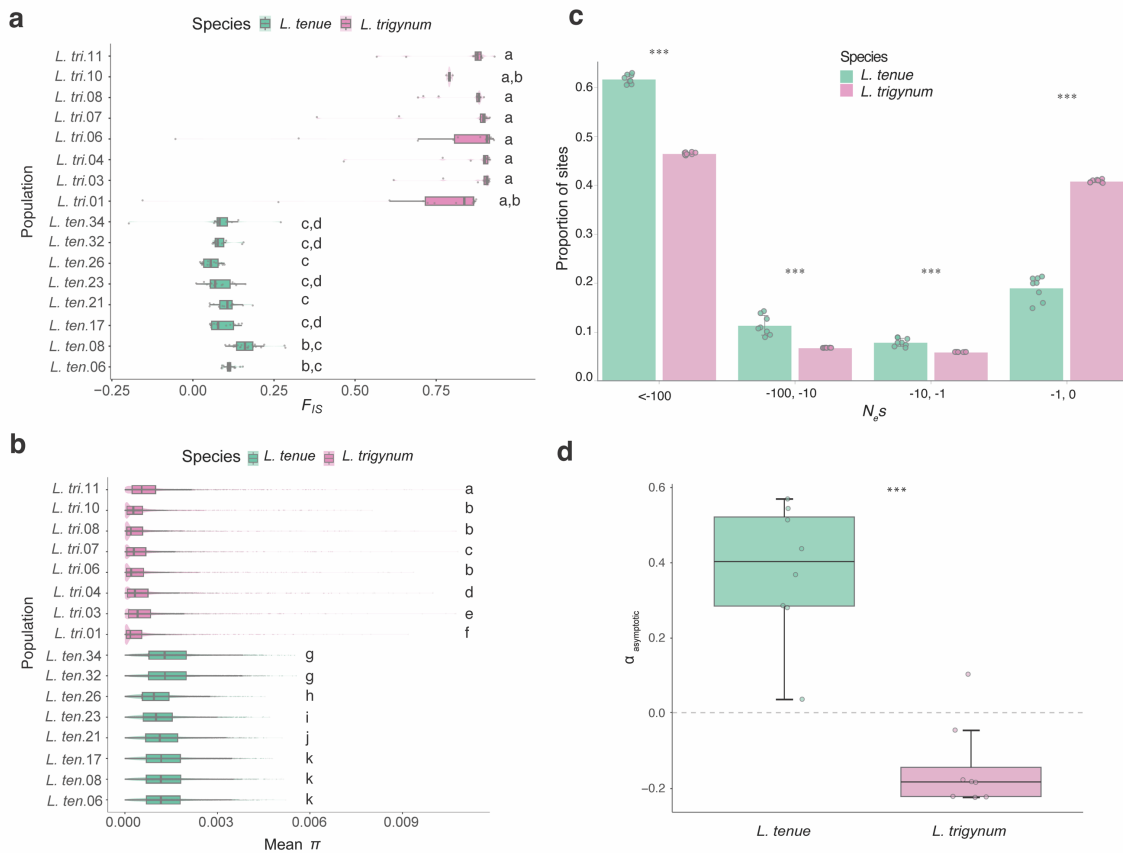 a
Species L. tenue L. trigynum
L. tri.11 a
L. tri.10 a,b
L. tri.08 a
L. tri.07 a
L. tri.06 a
L. tri.04 a
L. tri.03 a
L. tri.01 a,b
L. ten.34 c,d
L. ten.32 c,d
L. ten.26 c
L. ten.23 c,d
L. ten.21 c
L. ten.17 c,d
L. ten.08 b,c
L. ten.06 b,c
Population
−0.25 0.00 0.25 0.50 0.75
FIS
b
Species L. tenue L. trigynum
L. tri.11 a
L. tri.10 b
L. tri.08 b
L. tri.07 c
L. tri.06 b
L. tri.04 d
L. tri.03 e
L. tri.01 f
L. ten.34 g
L. ten.32 g
L. ten.26 h
L. ten.23 i
L. ten.21 j
L. ten.17 k
L. ten.08 k
L. ten.06 k
Population
0.000 0.003 0.006 0.009
Mean π
c
Species
L. tenue
L. trigynum
***
***
***
***
0.6
0.5
0.4
0.3
0.2
0.1
0.0
Proportion of sites
<-100 -100, -10 -10, -1 -1, 0
Nes
d
***
0.6
0.4
0.2
0.0
−0.2
α asymptotic
L. tenue L. trigynum